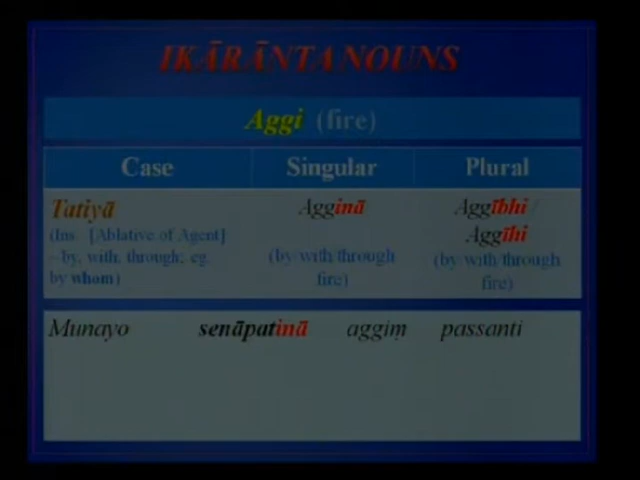 IKĀRĀNTA NOUNS
Aggi (fire)
Case Singular Plural
Tatiyā
(Ins – [Ablative of Agent]
– by, with, through; eg.
by whom)
Agginā
(by/with/through
fire)
Aggībhi /
Aggīhi
(by/with/through
fire)
Munayo senāpatinā aggiṃ passanti